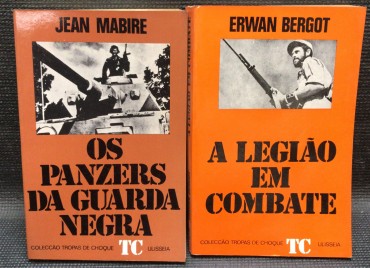 JEAN MABIRE
OS
PANZERS
DA GUARDA
NEGRA
COLECÇÃO TROPAS DE CHOQUE TC ULISSEIA
ERWAN BERGOT
A LEGIÃO
EM
COMBATE
COLECÇÃO TROPAS DE CHOQUE TC ULISSEIA